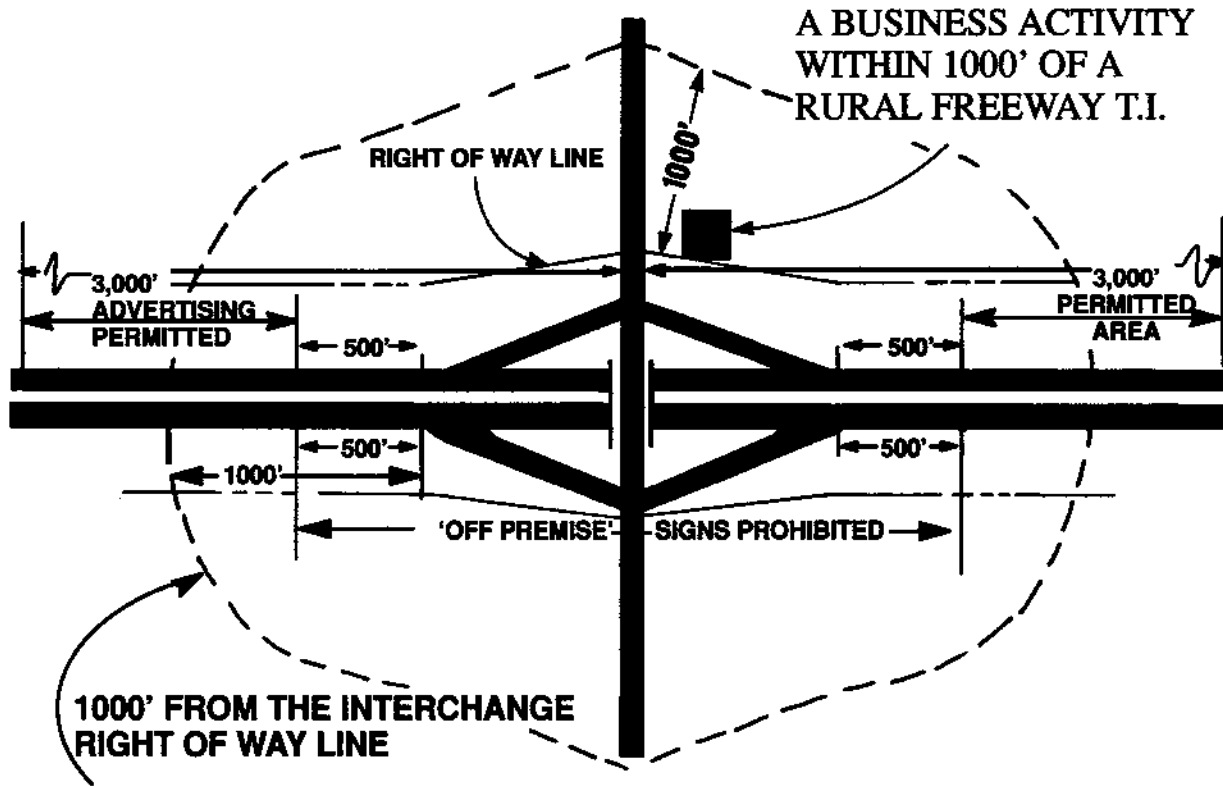 A BUSINESS ACTIVITY
WITHIN 1000' OF A
RURAL FREEWAY T.I.
RIGHT OF WAY LINE
1000'
3,000'
ADVERTISING
PERMITTED
3,000'
PERMITTED
AREA
500'
500'
500'
500'
1000'
'OFF PREMISE' SIGNS PROHIBITED
1000' FROM THE INTERCHANGE
RIGHT OF WAY LINE